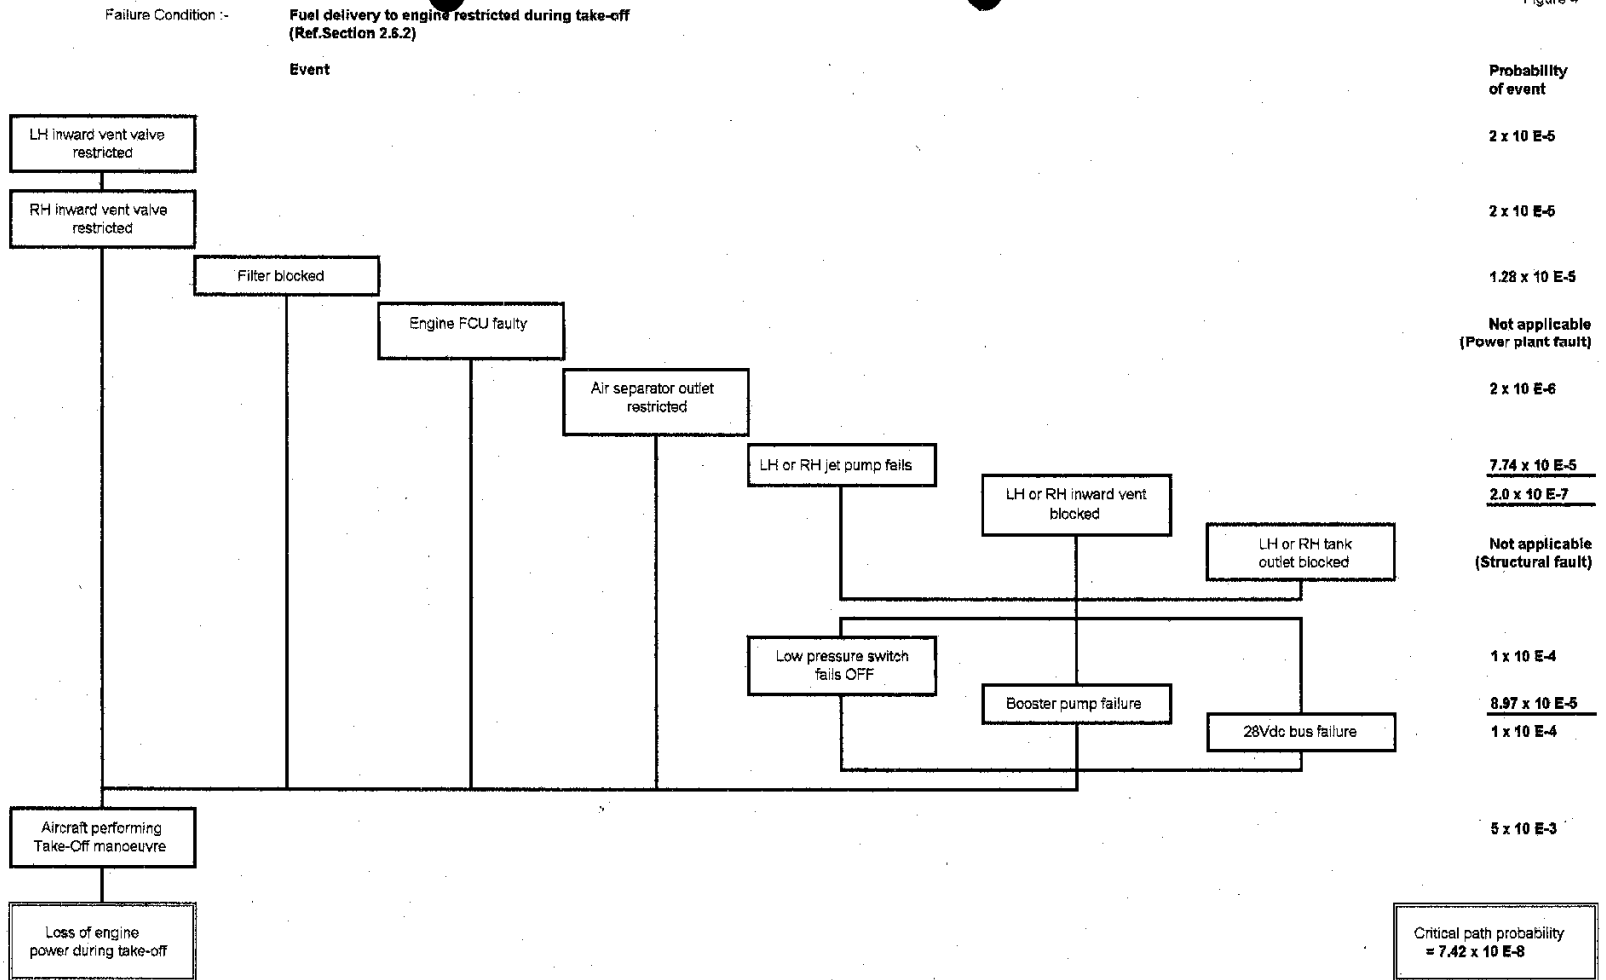 Failure Condition :-
Fuel delivery to engine restricted during take-off
(Ref.Section 2.6.2)
Figure 4
Event
Probability
of event
LH inward vent valve
restricted
2 x 10 E-5
RH inward vent valve
restricted
2 x 10 E-5
Filter blocked
1.28 x 10 E-5
Engine FCU faulty
Not applicable
(Power plant fault)
Air separator outlet
restricted
2 x 10 E-6
LH or RH jet pump fails
7.74 x 10 E-5
LH or RH inward vent
blocked
2.0 x 10 E-7
LH or RH tank
outlet blocked
Not applicable
(Structural fault)
Low pressure switch
fails OFF
1 x 10 E-4
Booster pump failure
8.97 x 10 E-5
28Vdc bus failure
1 x 10 E-4
Aircraft performing
Take-Off manoeuvre
5 x 10 E-3
Loss of engine
power during take-off
Critical path probability
= 7.42 x 10 E-8